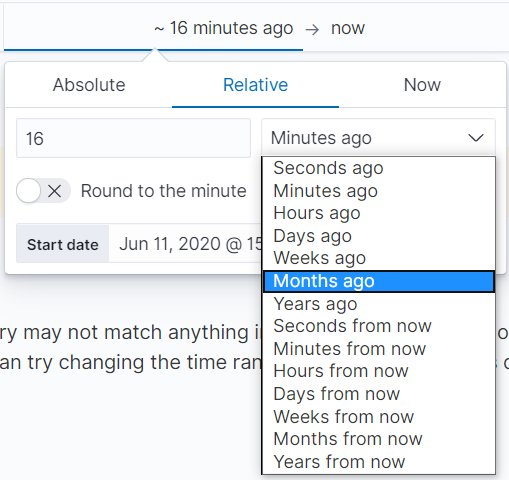 ~ 16 minutes ago → now
Absolute Relative Now
16 Minutes ago
Round to the minute
Start date Jun 11, 2020 @ 15
Seconds ago
Minutes ago
Hours ago
Days ago
Weeks ago
Months ago
Years ago
Seconds from now
Minutes from now
Hours from now
Days from now
Weeks from now
Months from now
Years from now
ry may not match anything i
an try changing the time ran